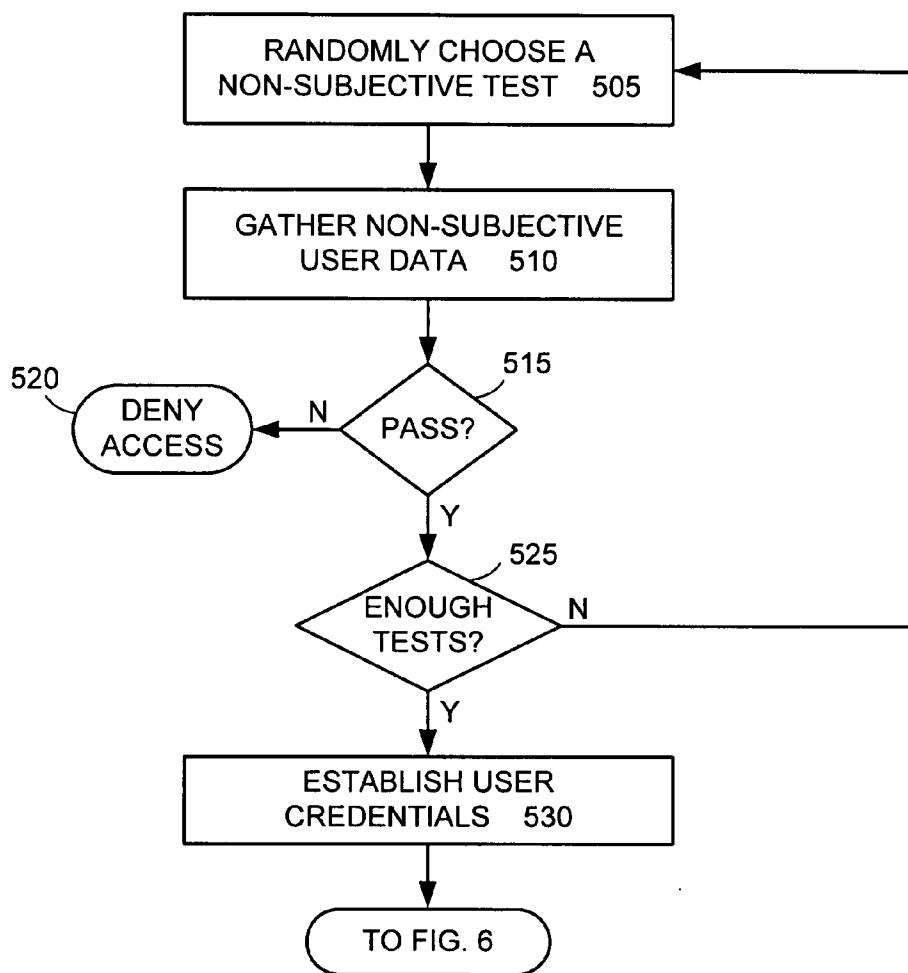 RANDOMLY CHOOSE A
NON-SUBJECTIVE TEST 505
GATHER NON-SUBJECTIVE
USER DATA 510
515
520
DENY
ACCESS
N
PASS?
Y
525
ENOUGH
TESTS?
N
Y
ESTABLISH USER
CREDENTIALS 530
TO FIG. 6